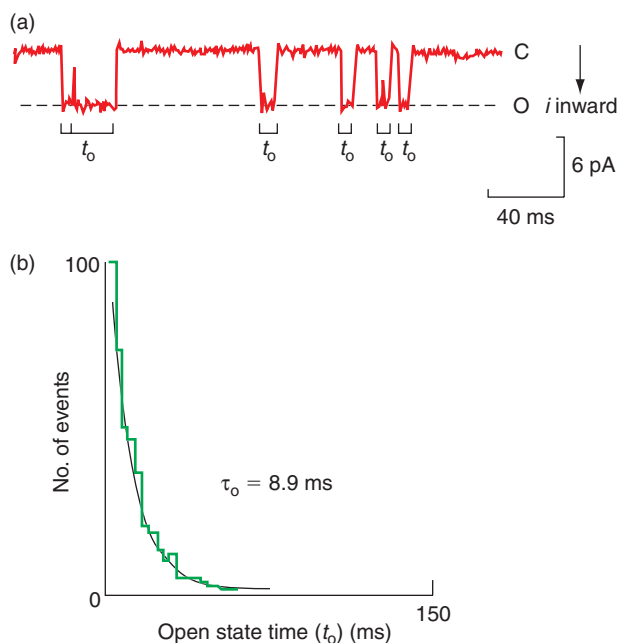 (a)
C
O i inward
to to to to to
6 pA
40 ms
(b)
100
No. of events
τo = 8.9 ms
0
150
Open state time (to) (ms)